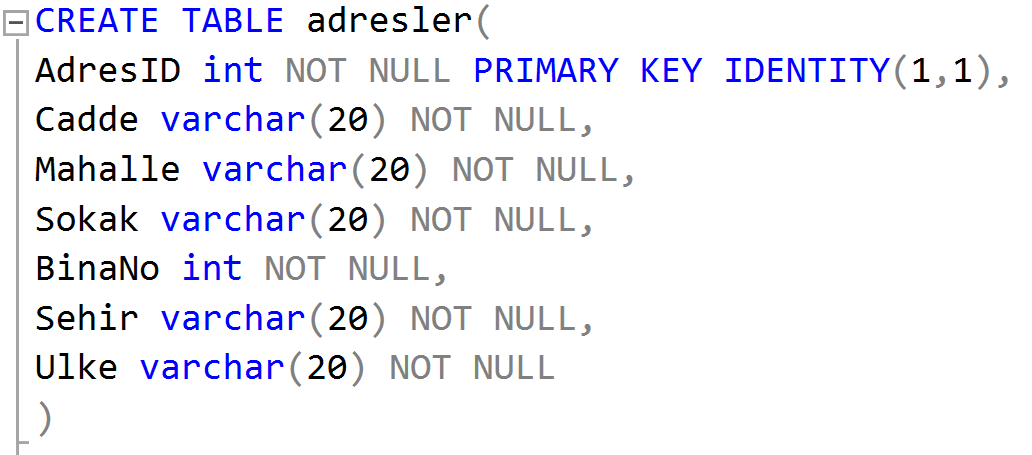 CREATE TABLE adresler(
AdresID int NOT NULL PRIMARY KEY IDENTITY(1,1),
Cadde varchar(20) NOT NULL,
Mahalle varchar(20) NOT NULL,
Sokak varchar(20) NOT NULL,
BinaNo int NOT NULL,
Sehir varchar(20) NOT NULL,
Ulke varchar(20) NOT NULL
)